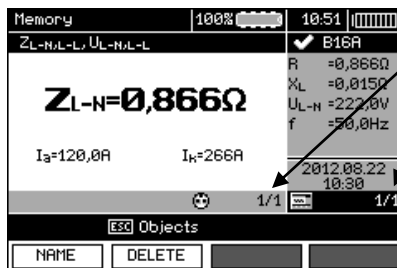 Memory 100% 10:51
ZL-N,L-L, UL-N,L-L ✔ B16A
R =0,866Ω
XL =0,015Ω
UL-N =222,0V
f =50,0Hz
ZL-N=0,866Ω
Ia=120,0A Ik=266A
2012.08.22
10:30
1/1 1/1
ESC Objects
NAME DELETE